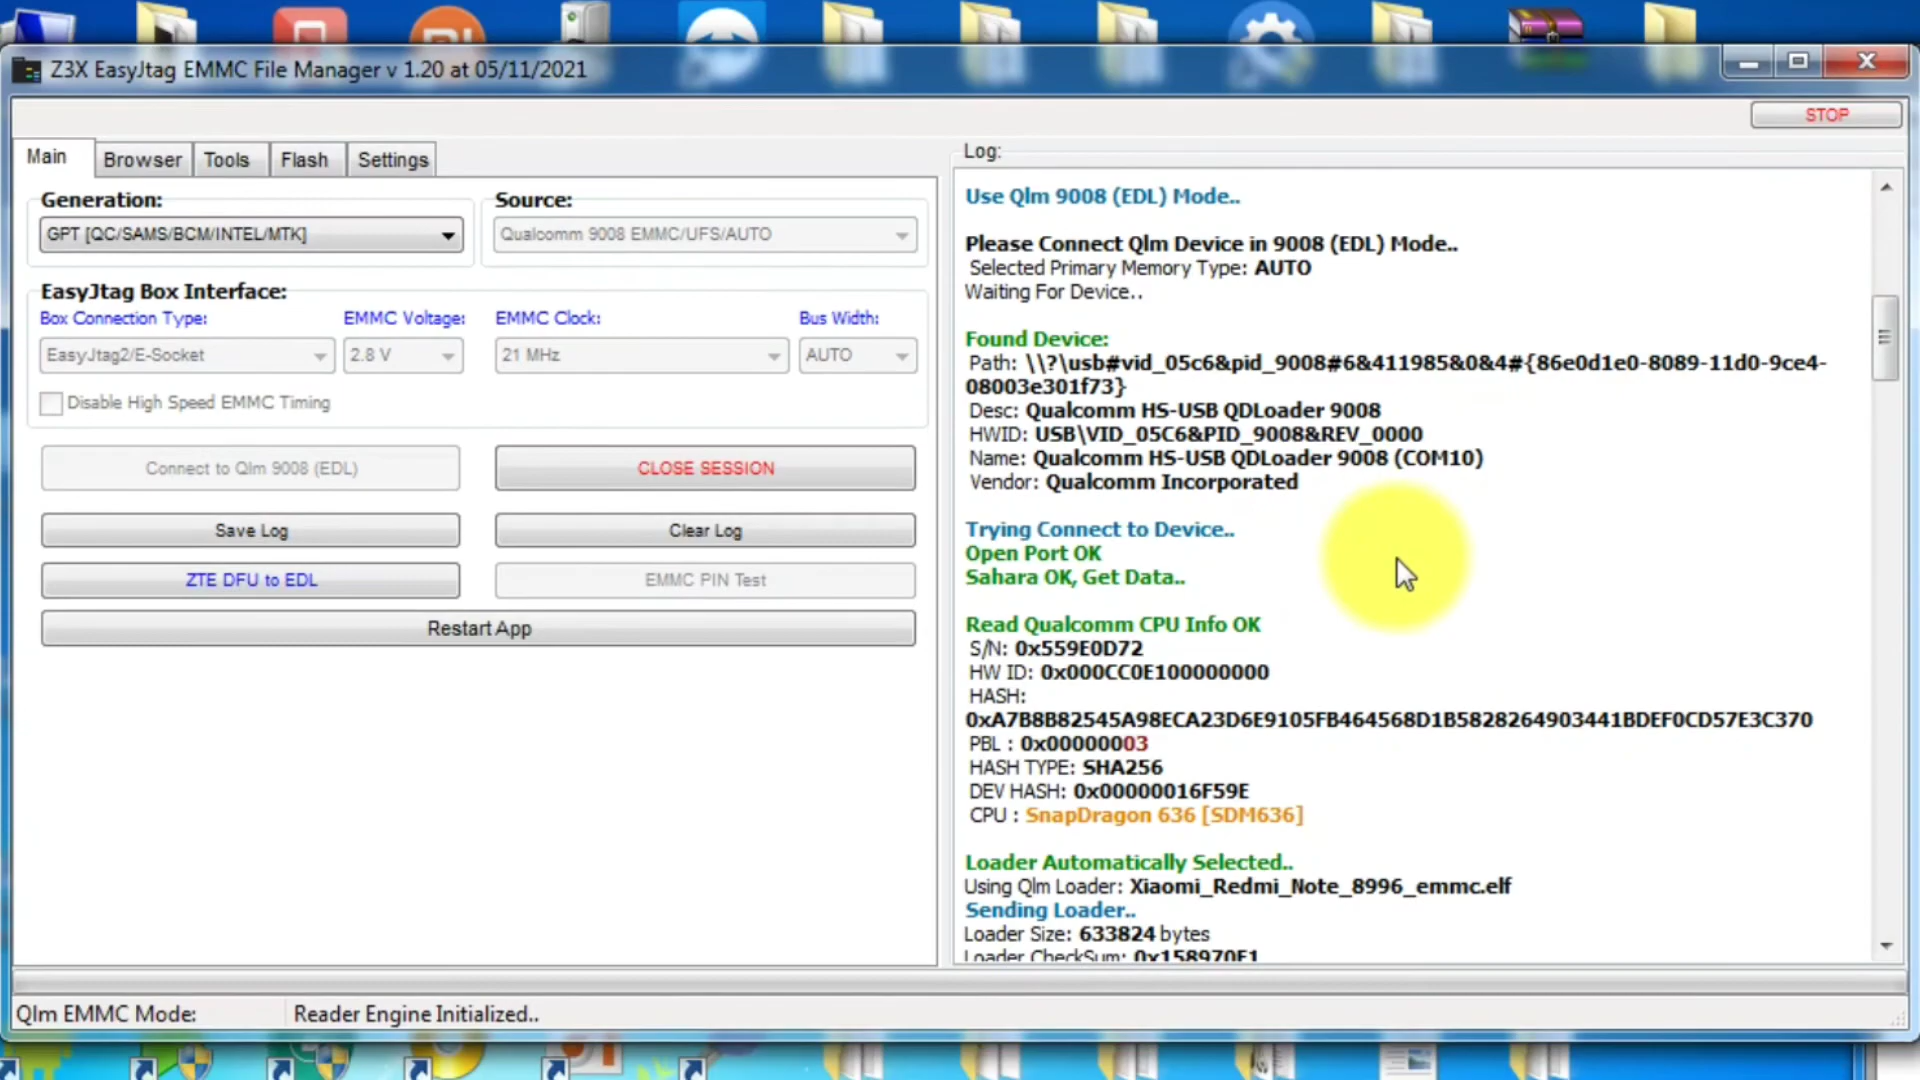 Z3X EasyJtag EMMC File Manager v 1.20 at 05/11/2021
STOP
Main
Browser
Tools
Flash
Settings
Generation:
GPT [QC/SAMS/BCM/INTEL/MTK]
Source:
Qualcomm 9008 EMMC/UFS/AUTO
EasyJtag Box Interface:
Box Connection Type:
EMMC Voltage:
EMMC Clock:
Bus Width:
EasyJtag2/E-Socket
2.8 V
21 MHz
AUTO
Disable High Speed EMMC Timing
Connect to Qlm 9008 (EDL)
CLOSE SESSION
Save Log
Clear Log
ZTE DFU to EDL
EMMC PIN Test
Restart App
Log:
Use Qlm 9008 (EDL) Mode..
Please Connect Qlm Device in 9008 (EDL) Mode..
Selected Primary Memory Type: AUTO
Waiting For Device..
Found Device:
Path: \\?\usb#vid_05c6&pid_9008#6&411985&0&4#{86e0d1e0-8089-11d0-9ce4-
08003e301f73}
Desc: Qualcomm HS-USB QDLoader 9008
HWID: USB\VID_05C6&PID_9008&REV_0000
Name: Qualcomm HS-USB QDLoader 9008 (COM10)
Vendor: Qualcomm Incorporated
Trying Connect to Device..
Open Port OK
Sahara OK, Get Data..
Read Qualcomm CPU Info OK
S/N: 0x559E0D72
HW ID: 0x000CC0E100000000
HASH:
0xA7B8B82545A98ECA23D6E9105FB464568D1B5828264903441BDEF0CD57E3C370
PBL : 0x00000003
HASH TYPE: SHA256
DEV HASH: 0x00000016F59E
CPU : SnapDragon 636 [SDM636]
Loader Automatically Selected..
Using Qlm Loader: Xiaomi_Redmi_Note_8996_emmc.elf
Sending Loader..
Loader Size: 633824 bytes
Loader CheckSum: 0x158970F1
Qlm EMMC Mode:
Reader Engine Initialized..